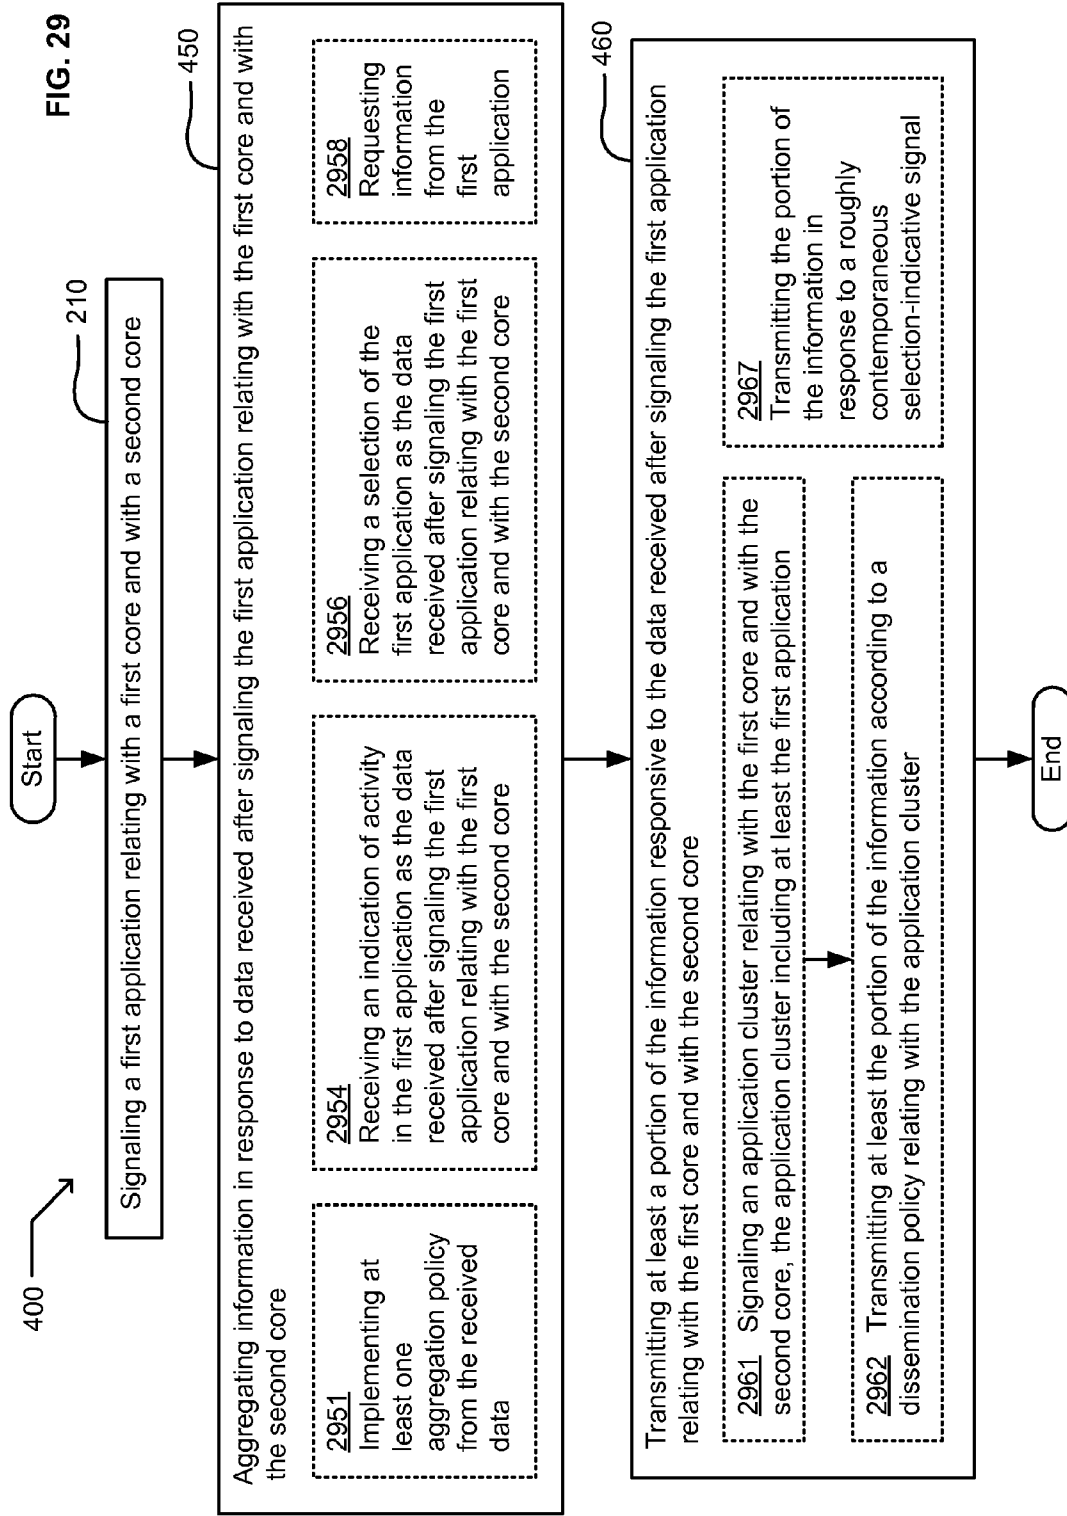 FIG. 29
400
Start
210
Signaling a first application relating with a first core and with a second core
450
Aggregating information in response to data received after signaling the first application relating with the first core and with
the second core
2951
Implementing at
least one
aggregation policy
from the received
data
2954
Receiving an indication of activity
in the first application as the data
received after signaling the first
application relating with the first
core and with the second core
2956
Receiving a selection of the
first application as the data
received after signaling the first
application relating with the first
core and with the second core
2958
Requesting
information
from the
first
application
460
Transmitting at least a portion of the information responsive to the data received after signaling the first application
relating with the first core and with the second core
2961 Signaling an application cluster relating with the first core and with the
second core, the application cluster including at least the first application
2962 Transmitting at least the portion of the information according to a
dissemination policy relating with the application cluster
2967
Transmitting the portion of
the information in
response to a roughly
contemporaneous
selection-indicative signal
End